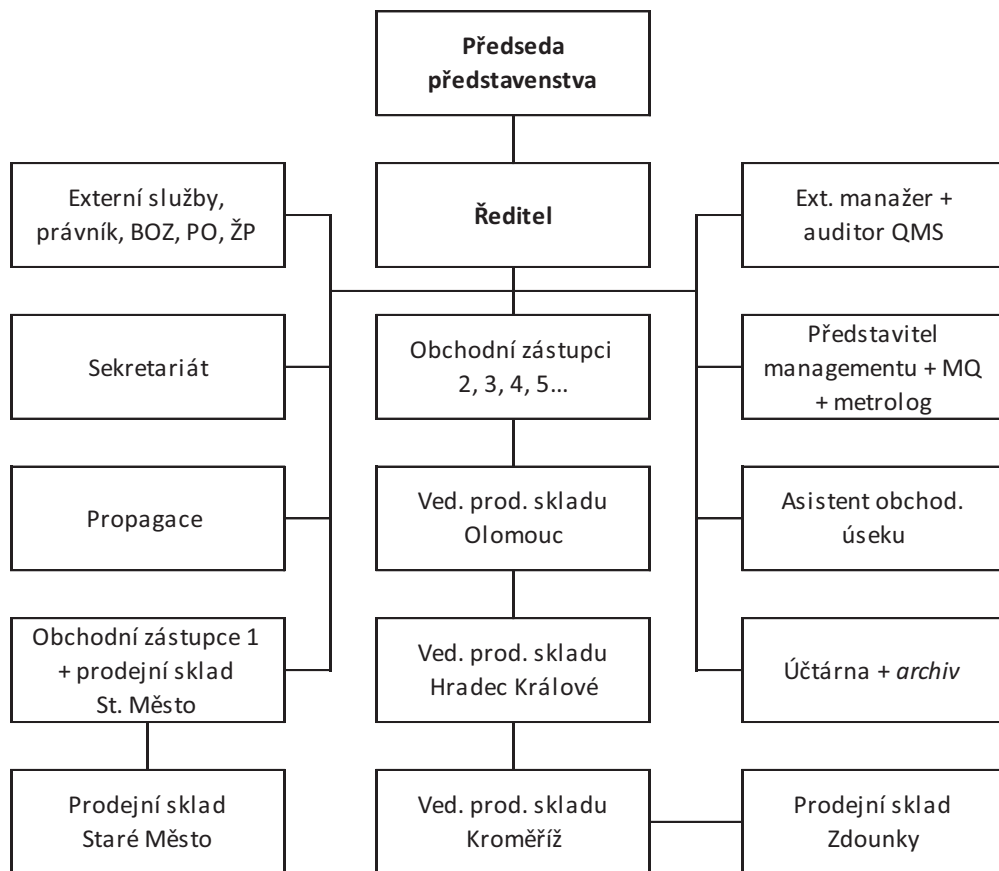 Předseda
představenstva
Externí služby,
právník, BOZ, PO, ŽP
Ředitel
Ext. manažer +
auditor QMS
Sekretariát
Obchodní zástupci
2, 3, 4, 5...
Představitel
managementu + MQ
+ metrolog
Propagace
Ved. prod. skladu
Olomouc
Asistent obchod.
úseku
Obchodní zástupce 1
+ prodejní sklad
St. Město
Ved. prod. skladu
Hradec Králové
Účtárna + archiv
Prodejní sklad
Staré Město
Ved. prod. skladu
Kroměříž
Prodejní sklad
Zdounky